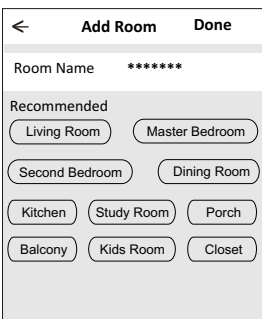 Add Room Done
Room Name *******
Recommended
Living Room Master Bedroom
Second Bedroom Dining Room
Kitchen Study Room Porch
Balcony Kids Room Closet